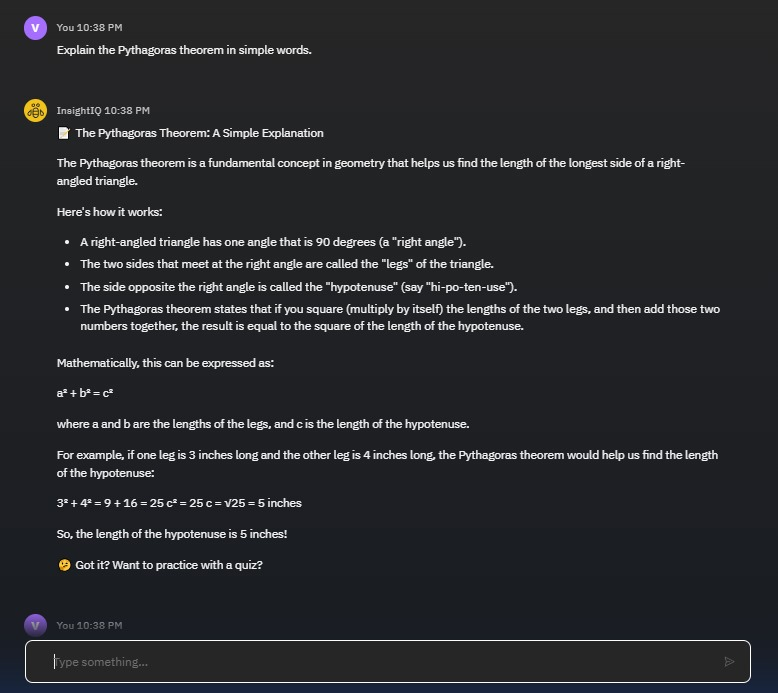 V You 10:38 PM
Explain the Pythagoras theorem in simple words.
InsightIQ 10:38 PM
📝 The Pythagoras Theorem: A Simple Explanation
The Pythagoras theorem is a fundamental concept in geometry that helps us find the length of the longest side of a right-
angled triangle.
Here's how it works:
• A right-angled triangle has one angle that is 90 degrees (a "right angle").
• The two sides that meet at the right angle are called the "legs" of the triangle.
• The side opposite the right angle is called the "hypotenuse" (say "hi-po-ten-use").
• The Pythagoras theorem states that if you square (multiply by itself) the lengths of the two legs, and then add those two
numbers together, the result is equal to the square of the length of the hypotenuse.
Mathematically, this can be expressed as:
a² + b² = c²
where a and b are the lengths of the legs, and c is the length of the hypotenuse.
For example, if one leg is 3 inches long and the other leg is 4 inches long, the Pythagoras theorem would help us find the length
of the hypotenuse:
3² + 4² = 9 + 16 = 25 c² = 25 c = √25 = 5 inches
So, the length of the hypotenuse is 5 inches!
🤔 Got it? Want to practice with a quiz?
V You 10:38 PM
Type something...